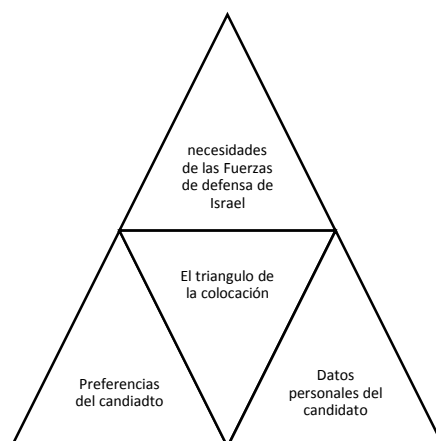 necesidades
de las Fuerzas
de defensa de
Israel
El triangulo de
la colocación
Preferencias
del candiadto
Datos
personales del
candidato